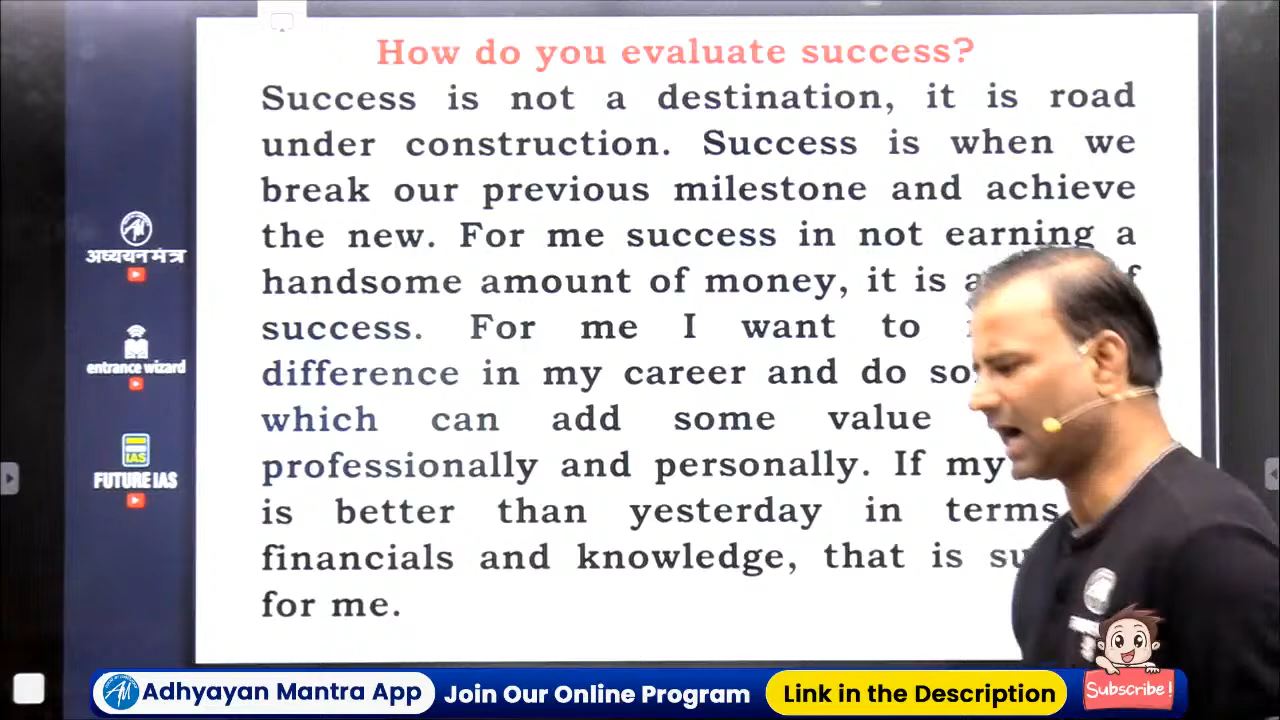 How do you evaluate success?
Success is not a destination, it is road
under construction. Success is when we
break our previous milestone and achieve
the new. For me success in not earning a
handsome amount of money, it is a
success. For me I want to
difference in my career and do
which can add some value
professionally and personally. If my
is better than yesterday in terms
financials and knowledge, that is
for me.
अध्ययन मंत्र
entrance wizard
IAS
FUTURE IAS
Adhyayan Mantra App
Join Our Online Program
Link in the Description
Subscribe!